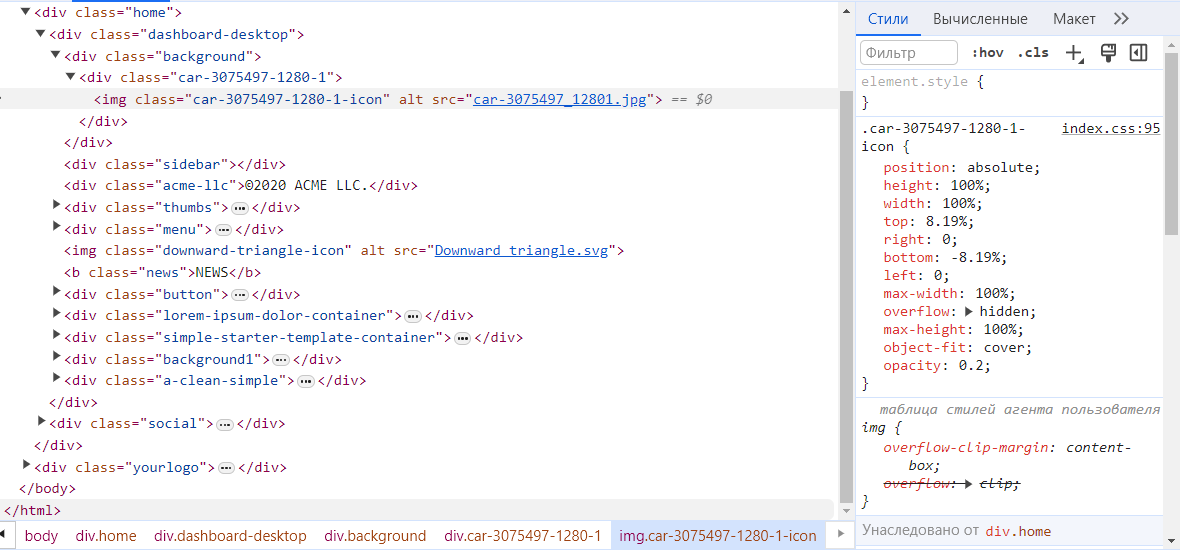 <div class="home">
<div class="dashboard-desktop">
<div class="background">
<div class="car-3075497-1280-1">
<img class="car-3075497-1280-1-icon" alt src="car-3075497_12801.jpg"> == $0
</div>
</div>
<div class="sidebar"></div>
<div class="acme-llc">©2020 ACME LLC.</div>
<div class="thumbs">…</div>
<div class="menu">…</div>
<img class="downward-triangle-icon" alt src="Downward triangle.svg">
<b class="news">NEWS</b>
<div class="button">…</div>
<div class="lorem-ipsum-dolor-container">…</div>
<div class="simple-starter-template-container">…</div>
<div class="background1">…</div>
<div class="a-clean-simple">…</div>
</div>
<div class="social">…</div>
</div>
<div class="yourlogo">…</div>
</body>
</html>
body div.home div.dashboard-desktop div.background div.car-3075497-1280-1 img.car-3075497-1280-1-icon
Стили Вычисленные Макет
Фильтр :hov .cls
element.style {
}
.car-3075497-1280-1- index.css:95
icon {
position: absolute;
height: 100%;
width: 100%;
top: 8.19%;
right: 0;
bottom: -8.19%;
left: 0;
max-width: 100%;
overflow: hidden;
max-height: 100%;
object-fit: cover;
opacity: 0.2;
}
таблица стилей агента пользователя
img {
overflow-clip-margin: content-
box;
overflow: clip;
}
Унаследовано от div.home